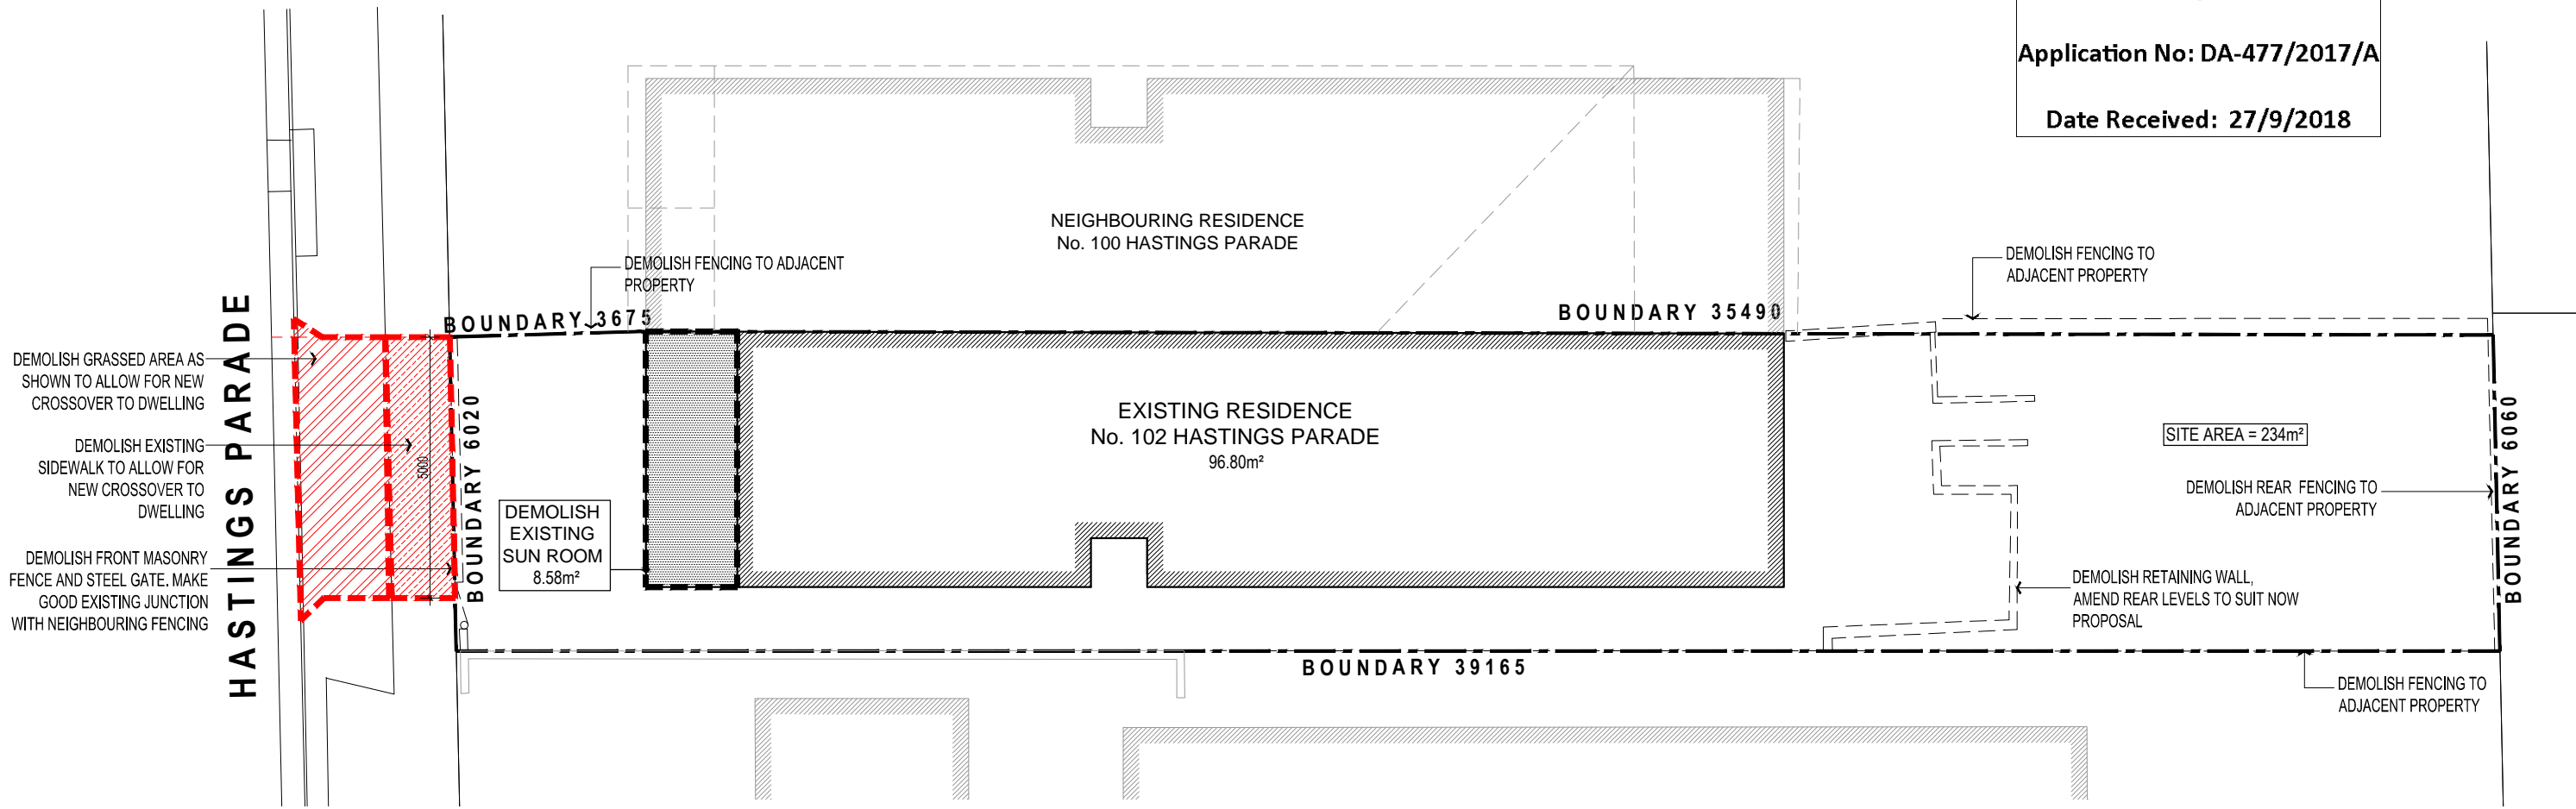 Application No: DA-477/2017/A
Date Received: 27/9/2018
NEIGHBOURING RESIDENCE
No. 100 HASTINGS PARADE
DEMOLISH FENCING TO ADJACENT
PROPERTY
DEMOLISH FENCING TO
ADJACENT PROPERTY
BOUNDARY 3675
BOUNDARY 35490
HASTINGS PARADE
DEMOLISH GRASSED AREA AS
SHOWN TO ALLOW FOR NEW
CROSSOVER TO DWELLING
DEMOLISH EXISTING
SIDEWALK TO ALLOW FOR
NEW CROSSOVER TO
DWELLING
DEMOLISH FRONT MASONRY
FENCE AND STEEL GATE. MAKE
GOOD EXISTING JUNCTION
WITH NEIGHBOURING FENCING
5000
BOUNDARY 6020
DEMOLISH
EXISTING
SUN ROOM
8.58m²
EXISTING RESIDENCE
No. 102 HASTINGS PARADE
96.80m²
SITE AREA = 234m²
DEMOLISH REAR FENCING TO
ADJACENT PROPERTY
BOUNDARY 6060
DEMOLISH RETAINING WALL,
AMEND REAR LEVELS TO SUIT NOW
PROPOSAL
BOUNDARY 39165
DEMOLISH FENCING TO
ADJACENT PROPERTY